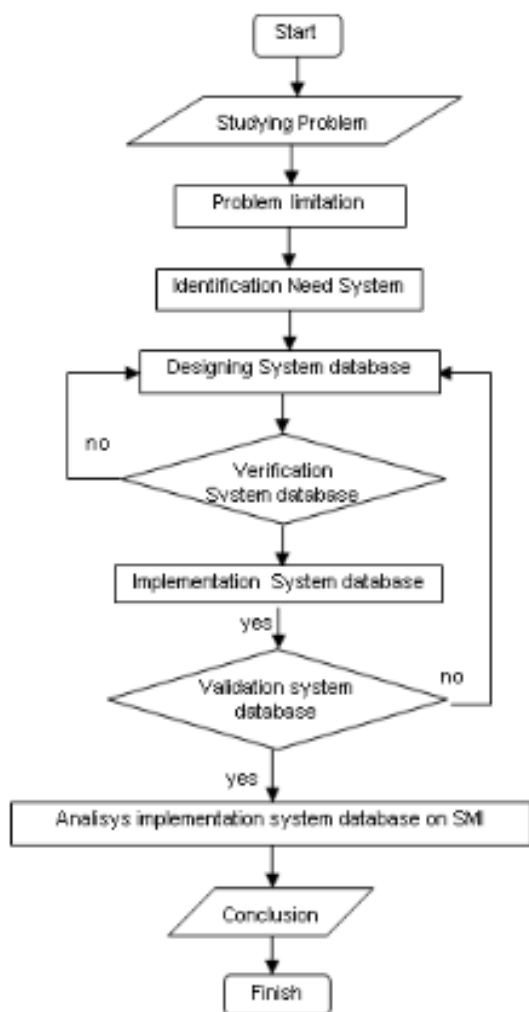 Start
Studying Problem
Problem limitation
Identification Need System
Designing System database
no
Verification
System database
Implementation System database
yes
no
Validation system
database
yes
Analisys implementation system database on SMI
Conclusion
Finish